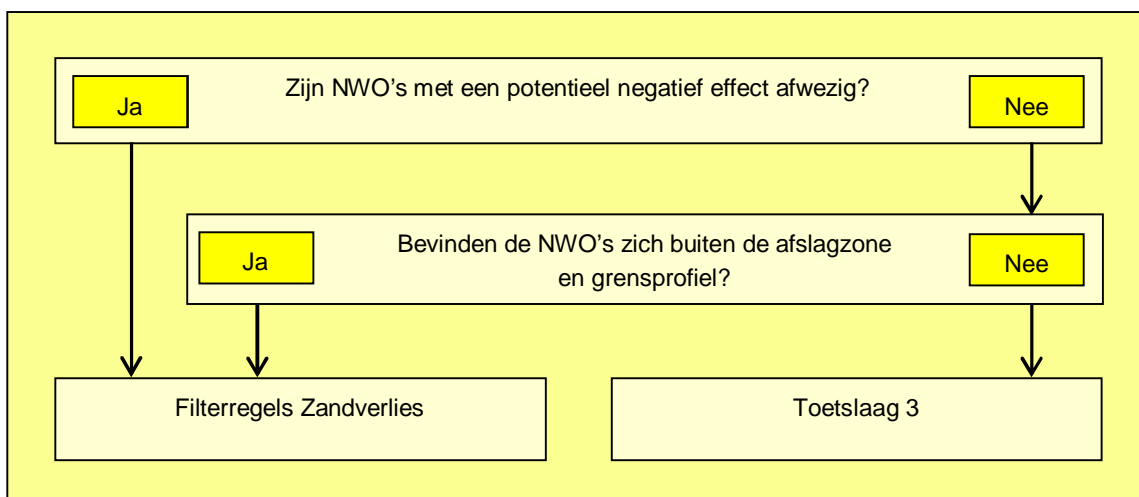 Zijn NWO's met een potentieel negatief effect afwezig?
Ja
Nee
Bevinden de NWO's zich buiten de afslagzone
en grensprofiel?
Ja
Nee
Filterregels Zandverlies
Toetslaag 3